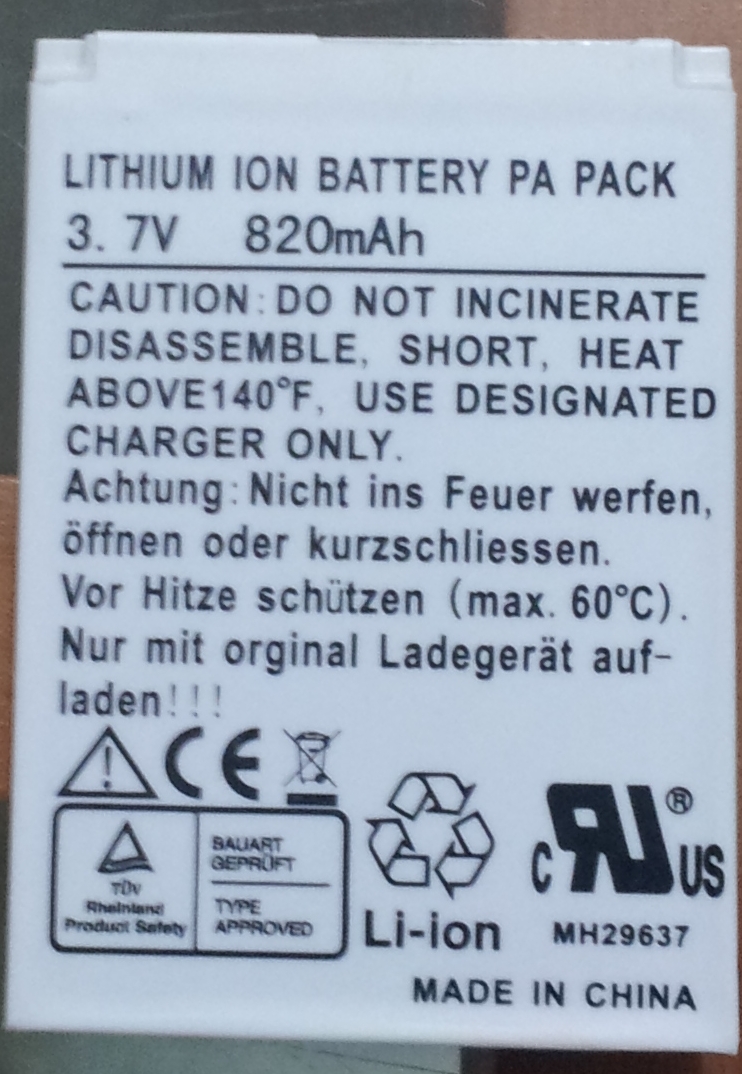 LITHIUM ION BATTERY PA PACK
3. 7V 820mAh
CAUTION: DO NOT INCINERATE
DISASSEMBLE, SHORT, HEAT
ABOVE140°F, USE DESIGNATED
CHARGER ONLY.
Achtung: Nicht ins Feuer werfen,
öffnen oder kurzschliessen.
Vor Hitze schützen (max. 60°C).
Nur mit orginal Ladegerät auf-
laden!!!
CE
TÜV
Rheinland
Product Safety
BAUART
GEPRÜFT
TYPE
APPROVED
Li-ion
c RU ® US
MH29637
MADE IN CHINA